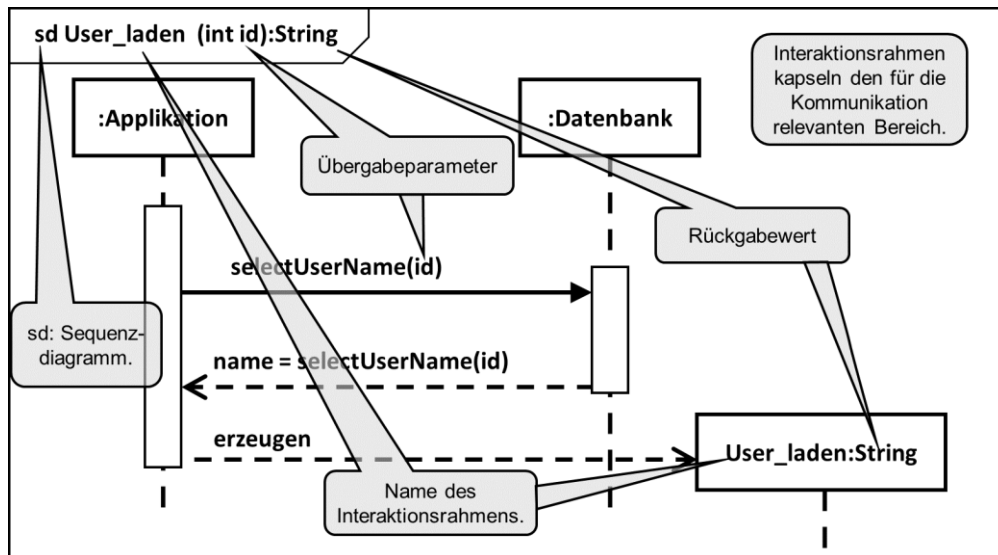 sd User_laden (int id):String
Interaktionsrahmen
kapseln den für die
Kommunikation
relevanten Bereich.
:Applikation
:Datenbank
Übergabeparameter
Rückgabewert
selectUserName(id)
sd: Sequenz-
diagramm.
name = selectUserName(id)
erzeugen
User_laden:String
Name des
Interaktionsrahmens.